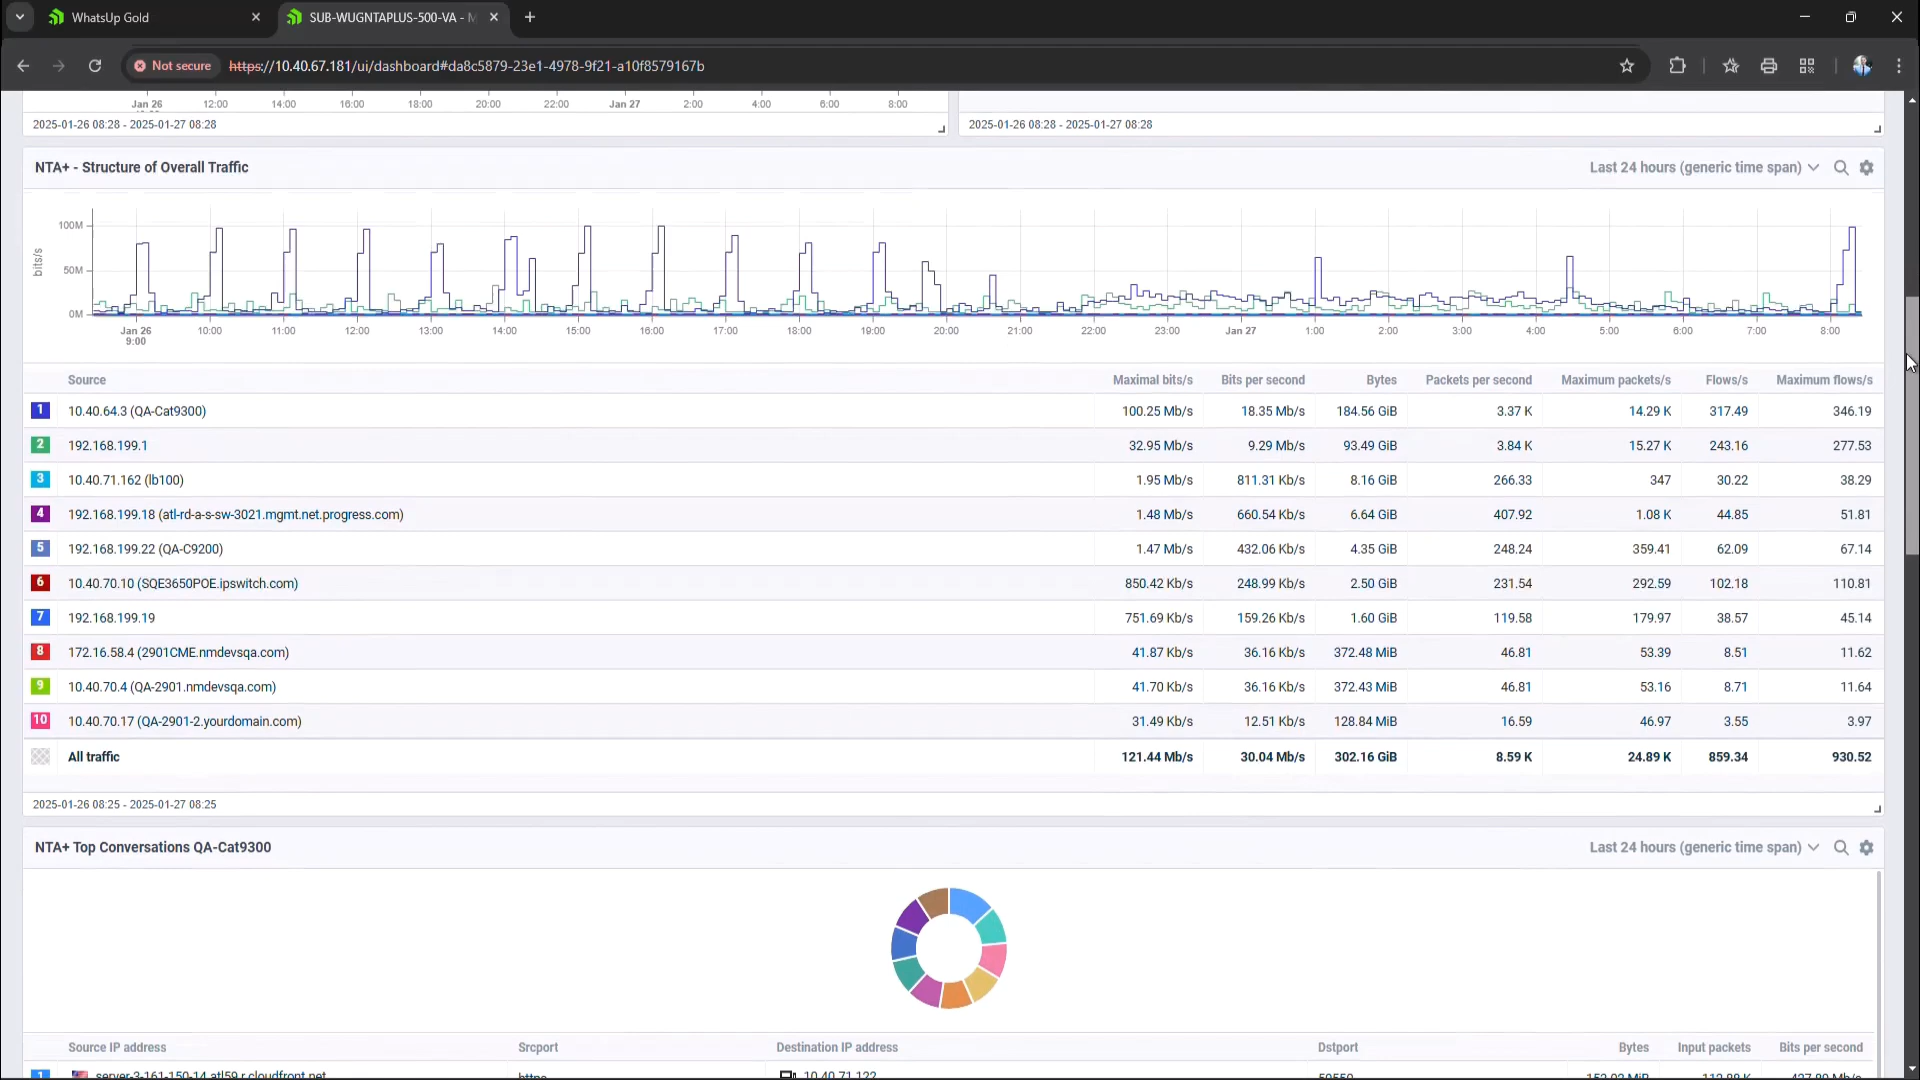 WhatsUp Gold
SUB-WUGNTAPLUS-500-VA - M
Not secure https://10.40.67.181/ui/dashboard#da8c5879-23e1-4978-9f21-a10f8579167b
Jan 26 12:00 14:00 16:00 18:00 20:00 22:00 Jan 27 2:00 4:00 6:00 8:00
2025-01-26 08:28 - 2025-01-27 08:28 2025-01-26 08:28 - 2025-01-27 08:28
NTA+ - Structure of Overall Traffic Last 24 hours (generic time span)
100M
bits/s
50M
0M
Jan 26 10:00 11:00 12:00 13:00 14:00 15:00 16:00 17:00 18:00 19:00 20:00 21:00 22:00 23:00 Jan 27 1:00 2:00 3:00 4:00 5:00 6:00 7:00 8:00
9:00
Source Maximal bits/s Bits per second Bytes Packets per second Maximum packets/s Flows/s Maximum flows/s
1 10.40.64.3 (QA-Cat9300) 100.25 Mb/s 18.35 Mb/s 184.56 GiB 3.37 K 14.29 K 317.49 346.19
2 192.168.199.1 32.95 Mb/s 9.29 Mb/s 93.49 GiB 3.84 K 15.27 K 243.16 277.53
3 10.40.71.162 (lb100) 1.95 Mb/s 811.31 Kb/s 8.16 GiB 266.33 347 30.22 38.29
4 192.168.199.18 (atl-rd-a-s-sw-3021.mgmt.net.progress.com) 1.48 Mb/s 660.54 Kb/s 6.64 GiB 407.92 1.08 K 44.85 51.81
5 192.168.199.22 (QA-C9200) 1.47 Mb/s 432.06 Kb/s 4.35 GiB 248.24 359.41 62.09 67.14
6 10.40.70.10 (SQE3650POE.ipswitch.com) 850.42 Kb/s 248.99 Kb/s 2.50 GiB 231.54 292.59 102.18 110.81
7 192.168.199.19 751.69 Kb/s 159.26 Kb/s 1.60 GiB 119.58 179.97 38.57 45.14
8 172.16.58.4 (2901CME.nmdevsqa.com) 41.87 Kb/s 36.16 Kb/s 372.48 MiB 46.81 53.39 8.51 11.62
9 10.40.70.4 (QA-2901.nmdevsqa.com) 41.70 Kb/s 36.16 Kb/s 372.43 MiB 46.81 53.16 8.71 11.64
10 10.40.70.17 (QA-2901-2.yourdomain.com) 31.49 Kb/s 12.51 Kb/s 128.84 MiB 16.59 46.97 3.55 3.97
All traffic 121.44 Mb/s 30.04 Mb/s 302.16 GiB 8.59 K 24.89 K 859.34 930.52
2025-01-26 08:25 - 2025-01-27 08:25
NTA+ Top Conversations QA-Cat9300 Last 24 hours (generic time span)
Source IP address Srcport Destination IP address Dstport Bytes Input packets Bits per second
1 server-3-161-150-14.atl59.r.cloudfront.net https 10.40.71.122